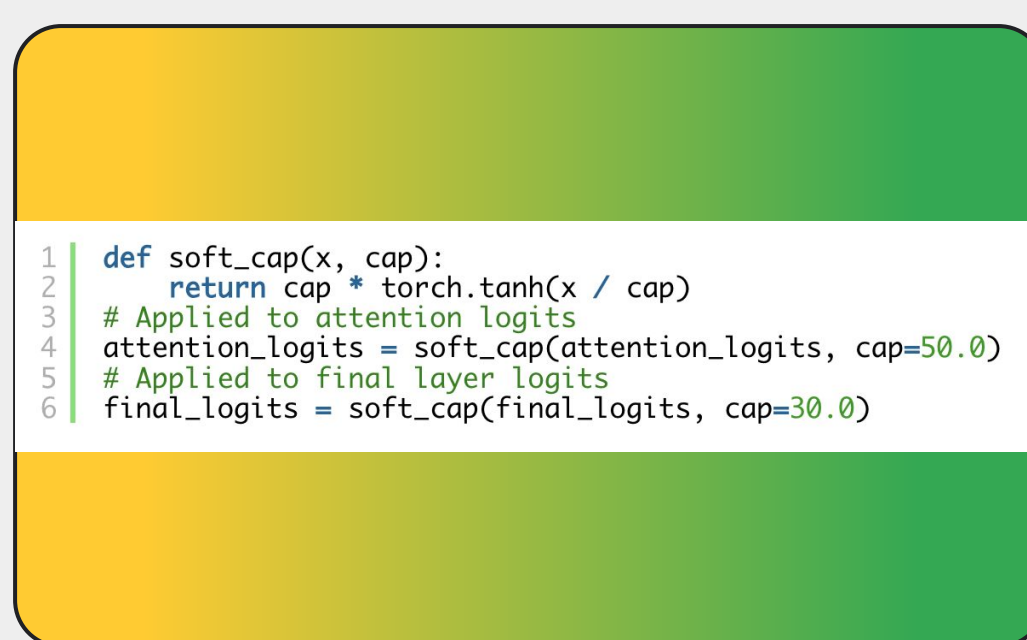 1 def soft_cap(x, cap):
2     return cap * torch.tanh(x / cap)
3 # Applied to attention logits
4 attention_logits = soft_cap(attention_logits, cap=50.0)
5 # Applied to final layer logits
6 final_logits = soft_cap(final_logits, cap=30.0)